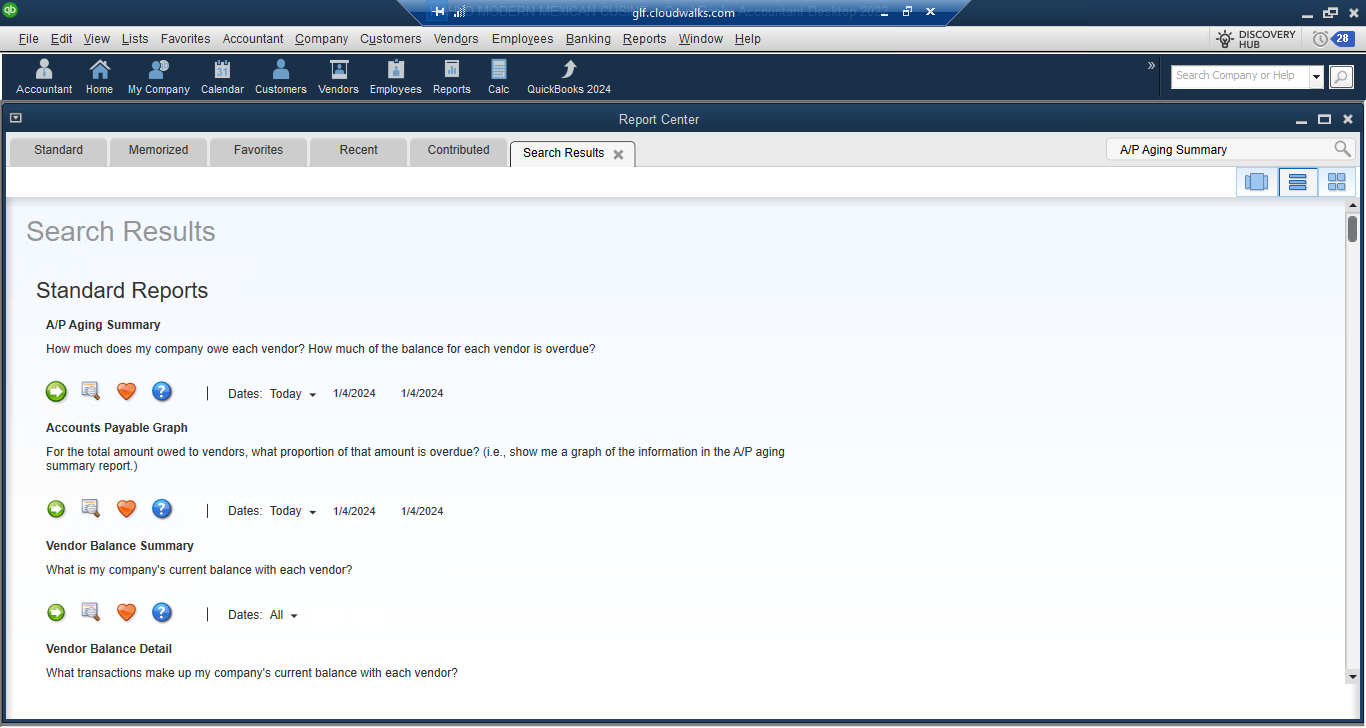 qb
MODERN MEXICAN Accountant Desktop 202
glf.cloudwalks.com
File Edit View Lists Favorites Accountant Company Customers Vendors Employees Banking Reports Window Help
DISCOVERY
HUB
28
31
Accountant Home My Company Calendar Customers Vendors Employees Reports Calc QuickBooks 2024
»
Search Company or Help
Report Center
Standard Memorized Favorites Recent Contributed Search Results
A/P Aging Summary
Search Results
Standard Reports
A/P Aging Summary
How much does my company owe each vendor? How much of the balance for each vendor is overdue?
? | Dates: Today 1/4/2024 1/4/2024
Accounts Payable Graph
For the total amount owed to vendors, what proportion of that amount is overdue? (i.e., show me a graph of the information in the A/P aging
summary report.)
? | Dates: Today 1/4/2024 1/4/2024
Vendor Balance Summary
What is my company's current balance with each vendor?
? | Dates: All
Vendor Balance Detail
What transactions make up my company's current balance with each vendor?